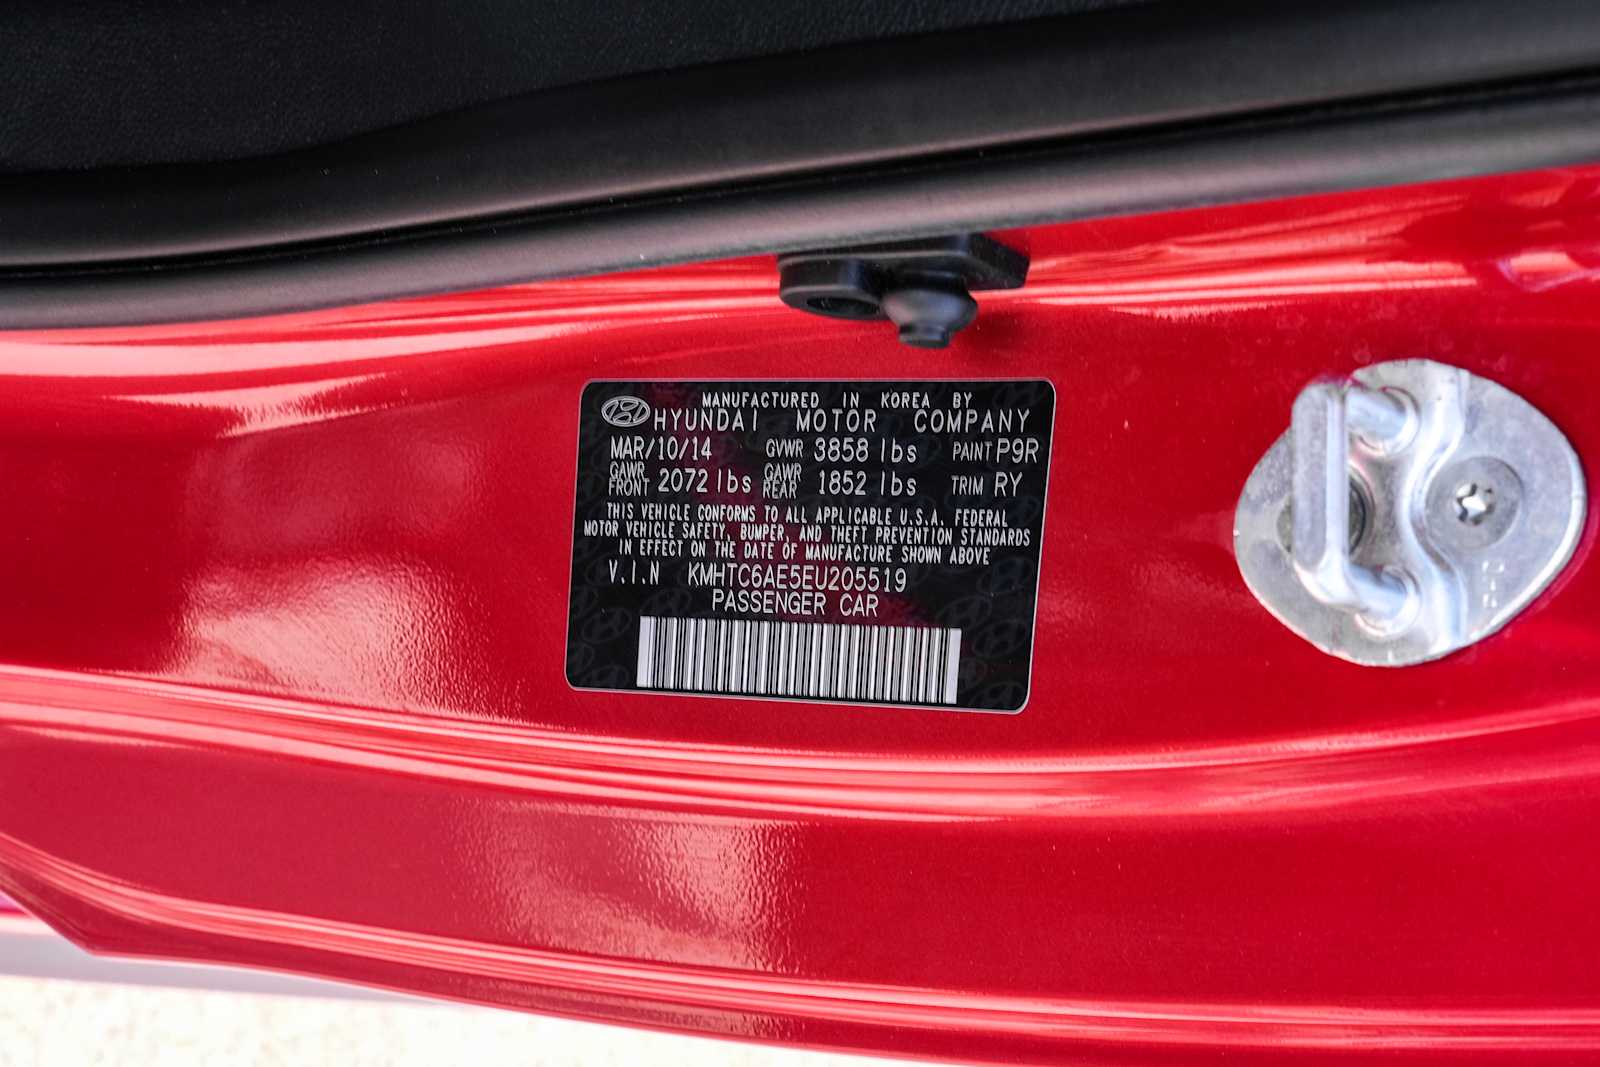 MANUFACTURED IN KOREA BY
HYUNDAI MOTOR COMPANY
MAR/10/14 GVWR 3858 lbs PAINT P9R
GAWR FRONT 2072 lbs GAWR REAR 1852 lbs TRIM RY
THIS VEHICLE CONFORMS TO ALL APPLICABLE U.S.A. FEDERAL
MOTOR VEHICLE SAFETY, BUMPER, AND THEFT PREVENTION STANDARDS
IN EFFECT ON THE DATE OF MANUFACTURE SHOWN ABOVE
V.I.N KMHTC6AE5EU205519
PASSENGER CAR